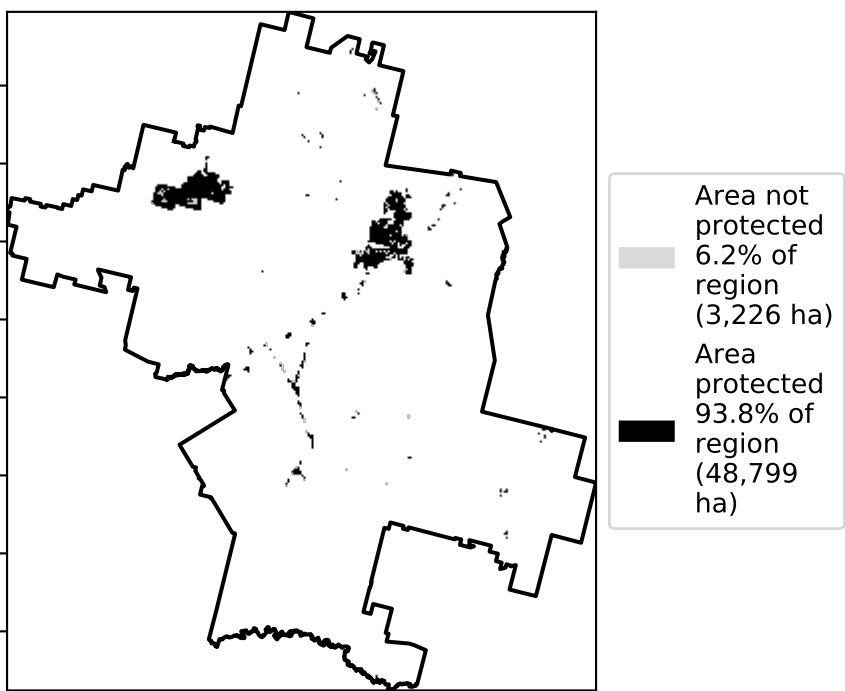 Area not
protected
6.2% of
region
(3,226 ha)
Area
protected
93.8% of
region
(48,799
ha)